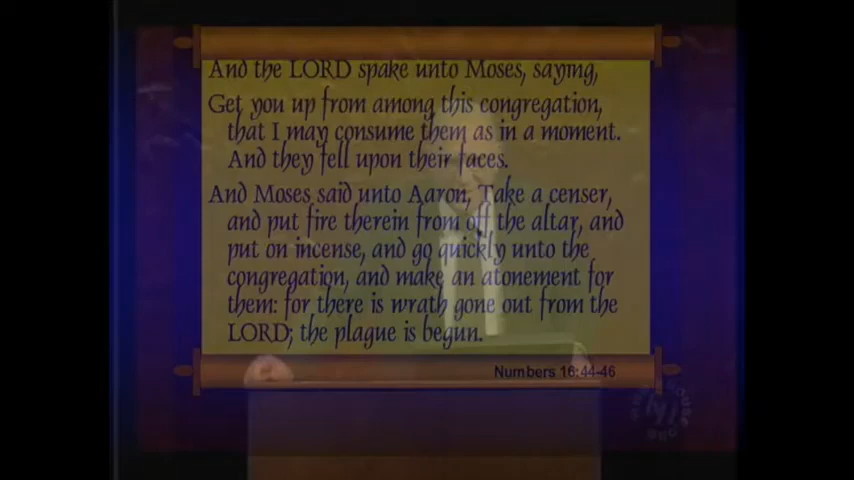 And the LORD spake unto Moses, saying,
Get you up from among this congregation,
that I may consume them as in a moment.
And they fell upon their faces.
And Moses said unto Aaron, Take a censer,
and put fire therein from off the altar, and
put on incense, and go quickly unto the
congregation, and make an atonement for
them: for there is wrath gone out from the
LORD; the plague is begun.
Numbers 16:44-46